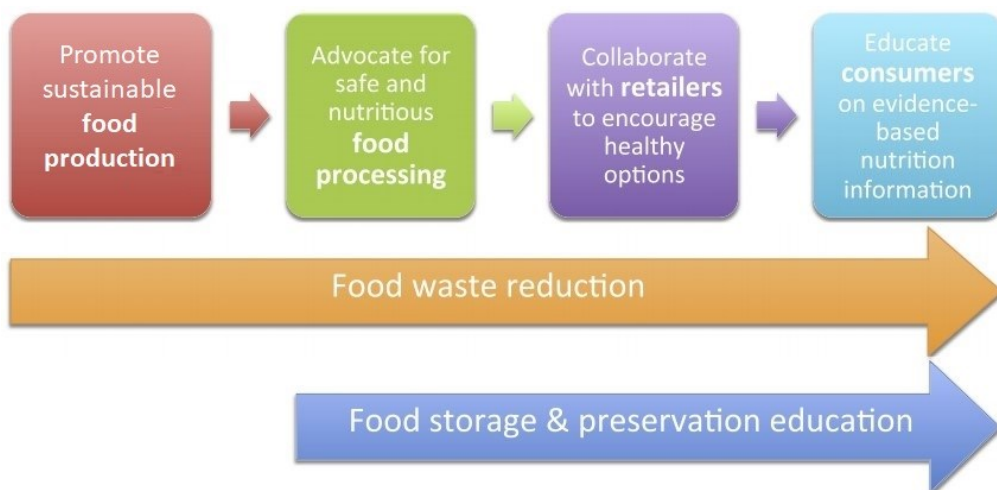 Promote
sustainable
food
production
Advocate for
safe and
nutritious
food
processing
Collaborate
with retailers
to encourage
healthy
options
Educate
consumers
on evidence-
based
nutrition
information
Food waste reduction
Food storage & preservation education